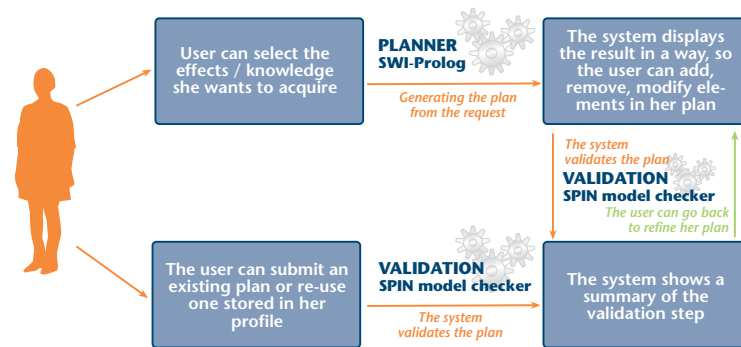 User can select the
effects / knowledge
she wants to acquire
PLANNER
SWI-Prolog
Generating the plan
from the request
The system displays
the result in a way, so
the user can add,
remove, modify ele-
ments in her plan
The system
validates the plan
VALIDATION
SPIN model checker
The user can go back
to refine her plan
The user can submit an
existing plan or re-use
one stored in her
profile
VALIDATION
SPIN model checker
The system
validates the plan
The system shows a
summary of the
validation step